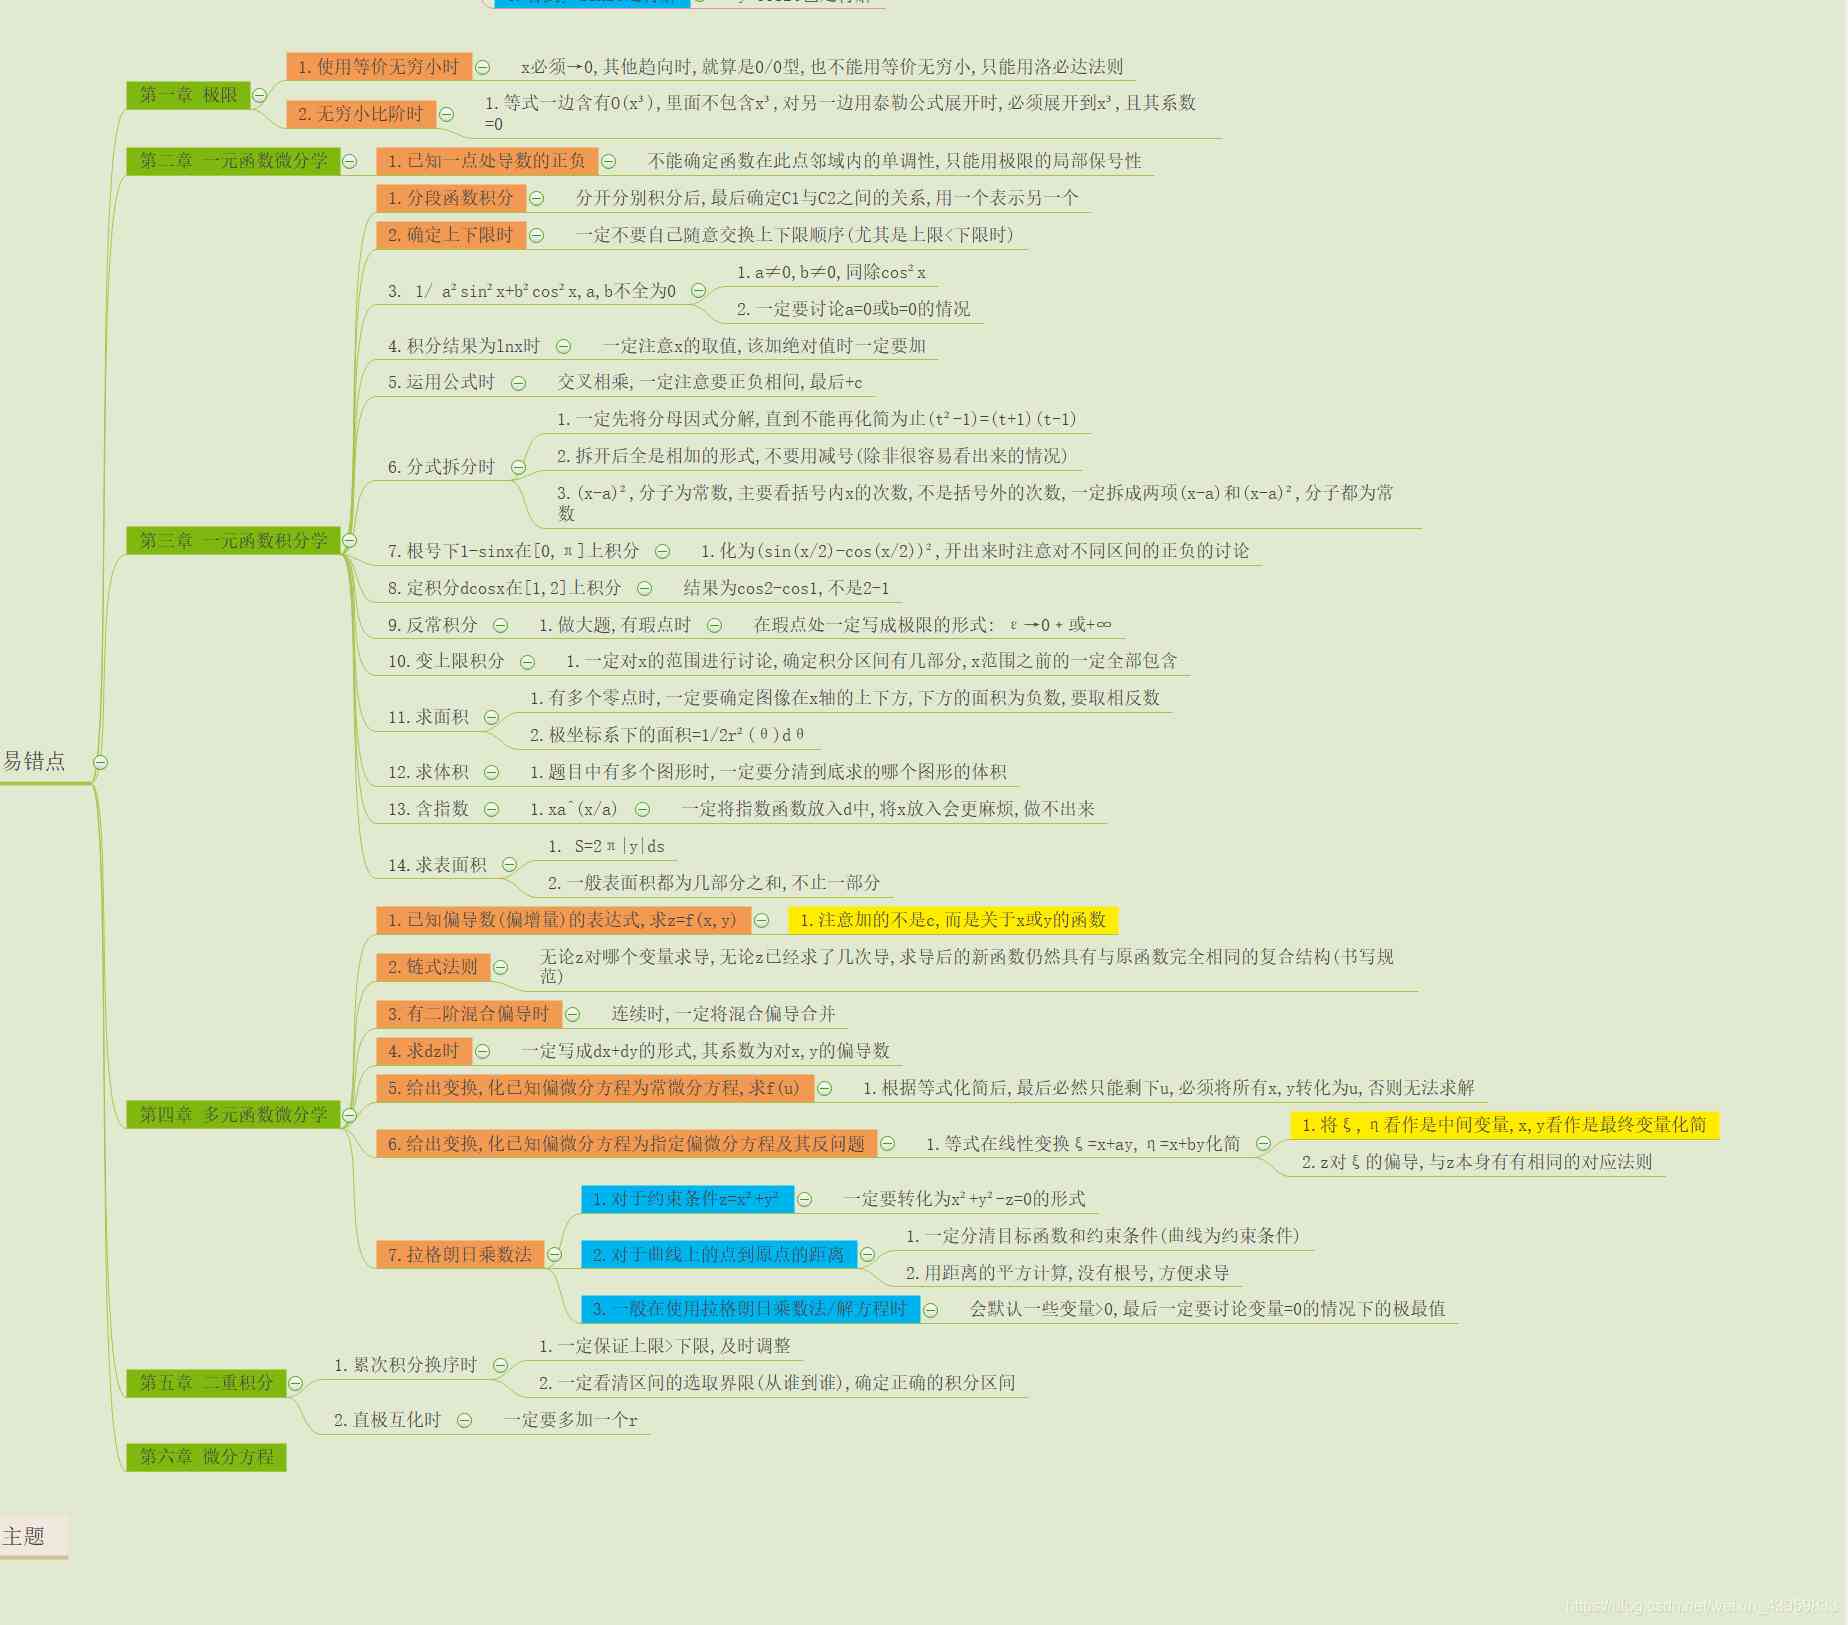 第一章 极限
1.使用等价无穷小时
x必须→0,其他趋向时,就算是0/0型,也不能用等价无穷小,只能用洛必达法则
2.无穷小比阶时
1.等式一边含有O(x³),里面不包含x³,对另一边用泰勒公式展开时,必须展开到x³,且其系数
=0
第二章 一元函数微分学
1.已知一点处导数的正负
不能确定函数在此点邻域内的单调性,只能用极限的局部保号性
第三章 一元函数积分学
1.分段函数积分
分开分别积分后,最后确定C1与C2之间的关系,用一个表示另一个
2.确定上下限时
一定不要自己随意交换上下限顺序(尤其是上限<下限时)
3. 1/ a²sin²x+b²cos²x,a,b不全为0
1.a≠0,b≠0,同除cos²x
2.一定要讨论a=0或b=0的情况
4.积分结果为lnx时
一定注意x的取值,该加绝对值时一定要加
5.运用公式时
交叉相乘,一定注意要正负相间,最后+c
6.分式拆分时
1.一定先将分母因式分解,直到不能再化简为止(t²-1)=(t+1)(t-1)
2.拆开后全是相加的形式,不要用减号(除非很容易看出来的情况)
3.(x-a)²,分子为常数,主要看括号内x的次数,不是括号外的次数,一定拆成两项(x-a)和(x-a)²,分子都为常
数
7.根号下1-sinx在[0,π]上积分
1.化为(sin(x/2)-cos(x/2))²,开出来时注意对不同区间的正负的讨论
8.定积分dcosx在[1,2]上积分
结果为cos2-cos1,不是2-1
9.反常积分
1.做大题,有瑕点时
在瑕点处一定写成极限的形式: ε→0﹢或+∞
10.变上限积分
1.一定对x的范围进行讨论,确定积分区间有几部分,x范围之前的一定全部包含
11.求面积
1.有多个零点时,一定要确定图像在x轴的上下方,下方的面积为负数,要取相反数
2.极坐标系下的面积=1/2r²(θ)dθ
12.求体积
1.题目中有多个图形时,一定要分清到底求的哪个图形的体积
13.含指数
1.xa^(x/a)
一定将指数函数放入d中,将x放入会更麻烦,做不出来
14.求表面积
1. S=2π|y|ds
2.一般表面积都为几部分之和,不止一部分
易错点
第四章 多元函数微分学
1.已知偏导数(偏增量)的表达式,求z=f(x,y)
1.注意加的不是c,而是关于x或y的函数
2.链式法则
无论z对哪个变量求导,无论z已经求了几次导,求导后的新函数仍然具有与原函数完全相同的复合结构(书写规
范)
3.有二阶混合偏导时
连续时,一定将混合偏导合并
4.求dz时
一定写成dx+dy的形式,其系数为对x,y的偏导数
5.给出变换,化已知偏微分方程为常微分方程,求f(u)
1.根据等式化简后,最后必然只能剩下u,必须将所有x,y转化为u,否则无法求解
6.给出变换,化已知偏微分方程为指定偏微分方程及其反问题
1.等式在线性变换ξ=x+ay,η=x+by化简
1.将ξ,η看作是中间变量,x,y看作是最终变量化简
2.z对ξ的偏导,与z本身有有相同的对应法则
7.拉格朗日乘数法
1.对于约束条件z=x²+y²
一定要转化为x²+y²-z=0的形式
2.对于曲线上的点到原点的距离
1.一定分清目标函数和约束条件(曲线为约束条件)
2.用距离的平方计算,没有根号,方便求导
3.一般在使用拉格朗日乘数法/解方程时
会默认一些变量>0,最后一定要讨论变量=0的情况下的极最值
第五章 二重积分
1.累次积分换序时
1.一定保证上限>下限,及时调整
2.一定看清区间的选取界限(从谁到谁),确定正确的积分区间
2.直极互化时
一定要多加一个r
第六章 微分方程
主题